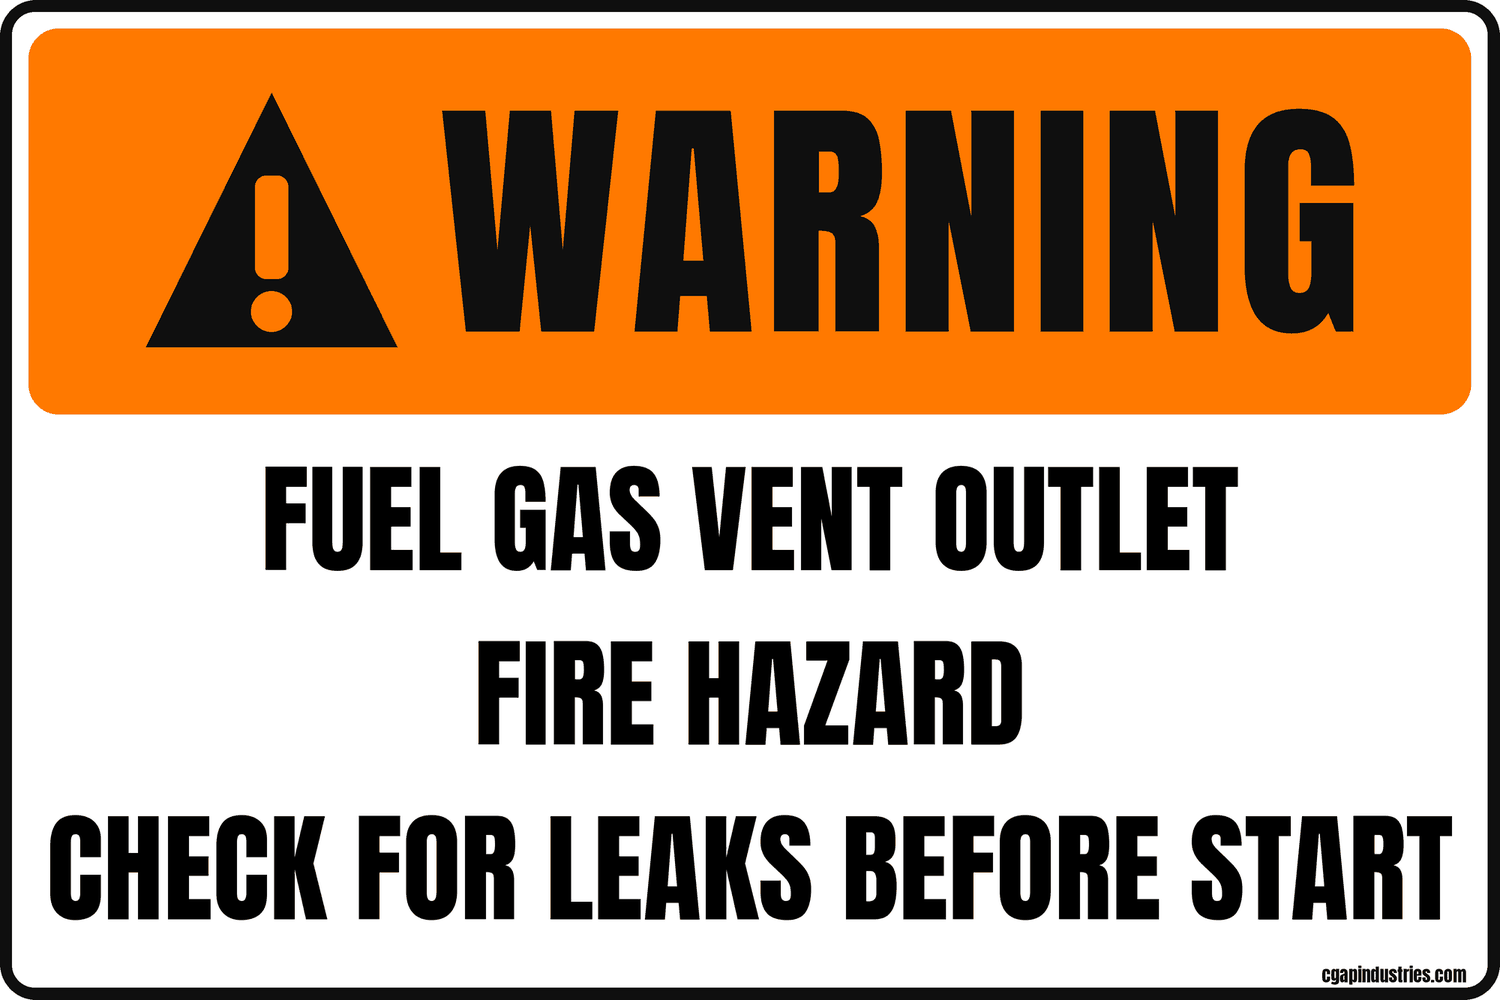 WARNING
FUEL GAS VENT OUTLET
FIRE HAZARD
CHECK FOR LEAKS BEFORE START
cgapindustries.com